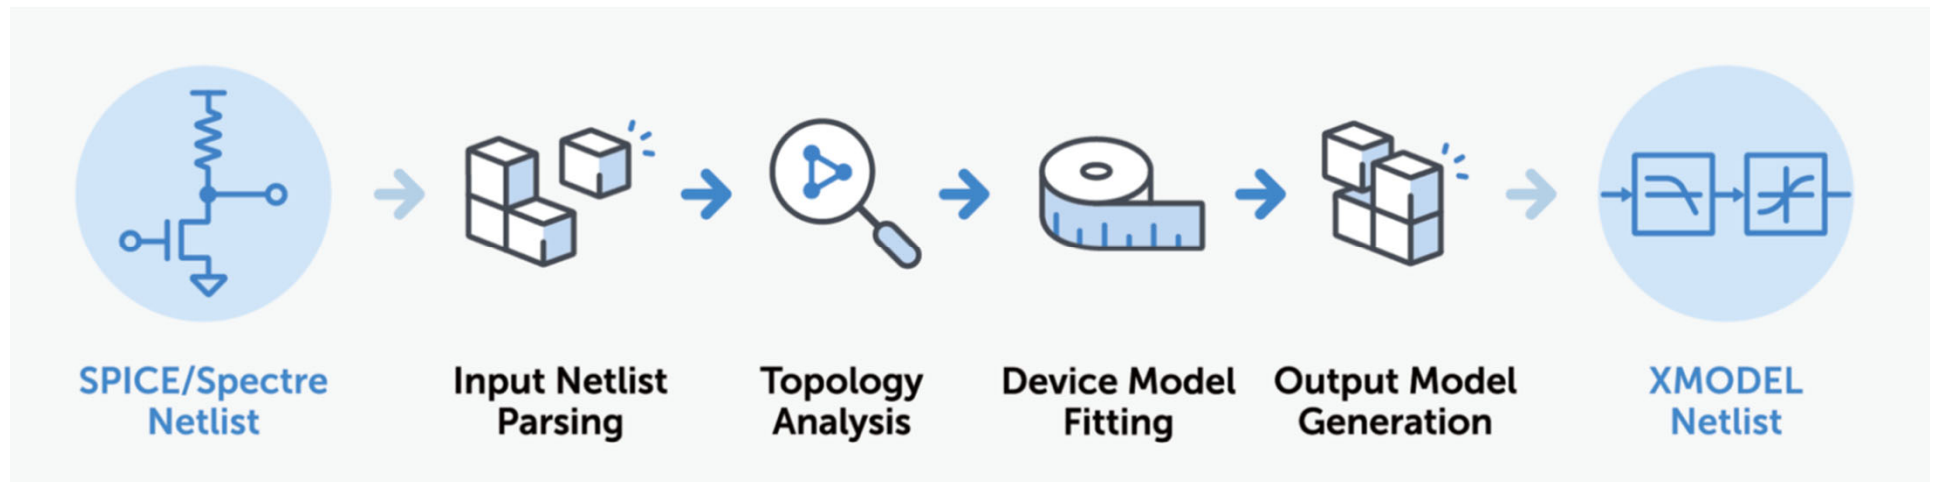 SPICE/Spectre
Netlist
Input Netlist
Parsing
Topology
Analysis
Device Model
Fitting
Output Model
Generation
XMODEL
Netlist